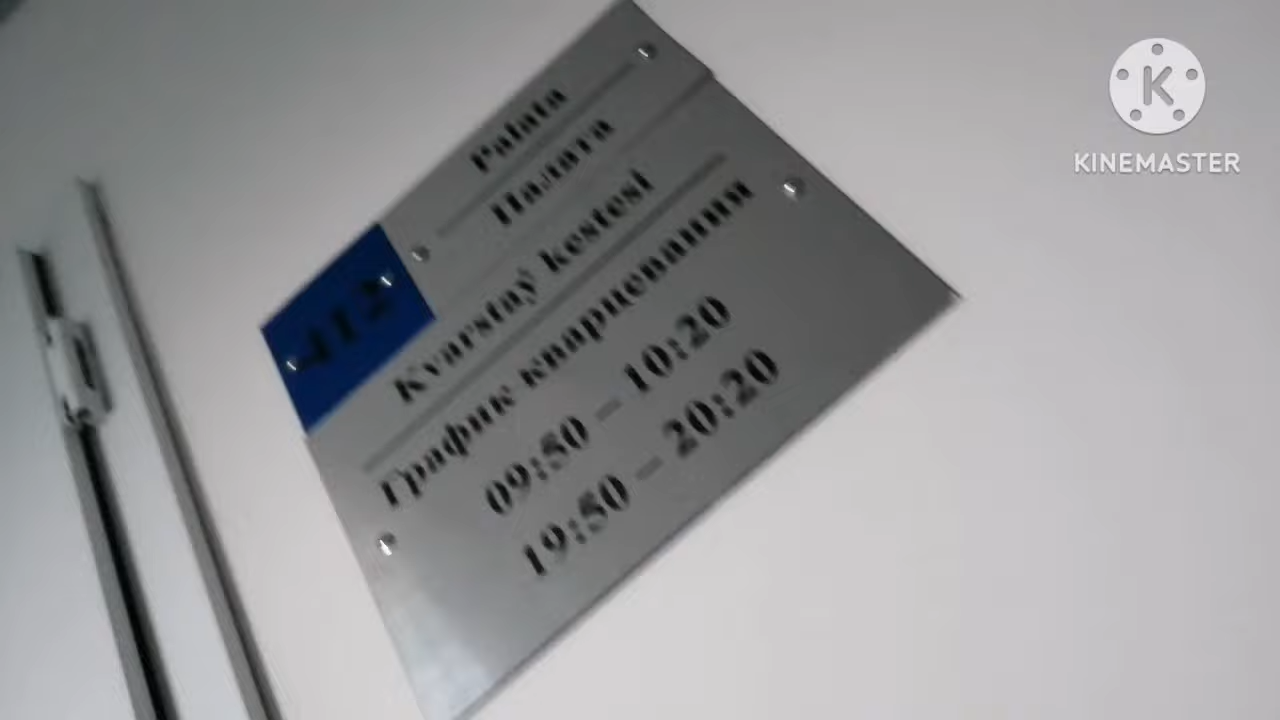 Palata
Палата
Kvarstaý kestesi
График кварцевания
09:50 – 10:20
19:50 – 20:20
KINEMASTER